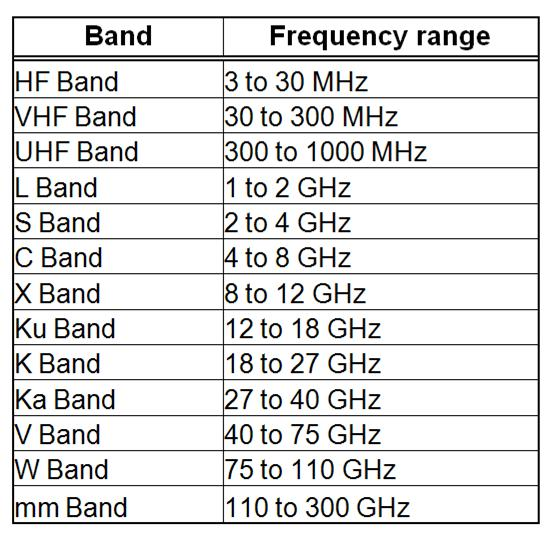 Band Frequency range
HF Band 3 to 30 MHz
VHF Band 30 to 300 MHz
UHF Band 300 to 1000 MHz
L Band 1 to 2 GHz
S Band 2 to 4 GHz
C Band 4 to 8 GHz
X Band 8 to 12 GHz
Ku Band 12 to 18 GHz
K Band 18 to 27 GHz
Ka Band 27 to 40 GHz
V Band 40 to 75 GHz
W Band 75 to 110 GHz
mm Band 110 to 300 GHz